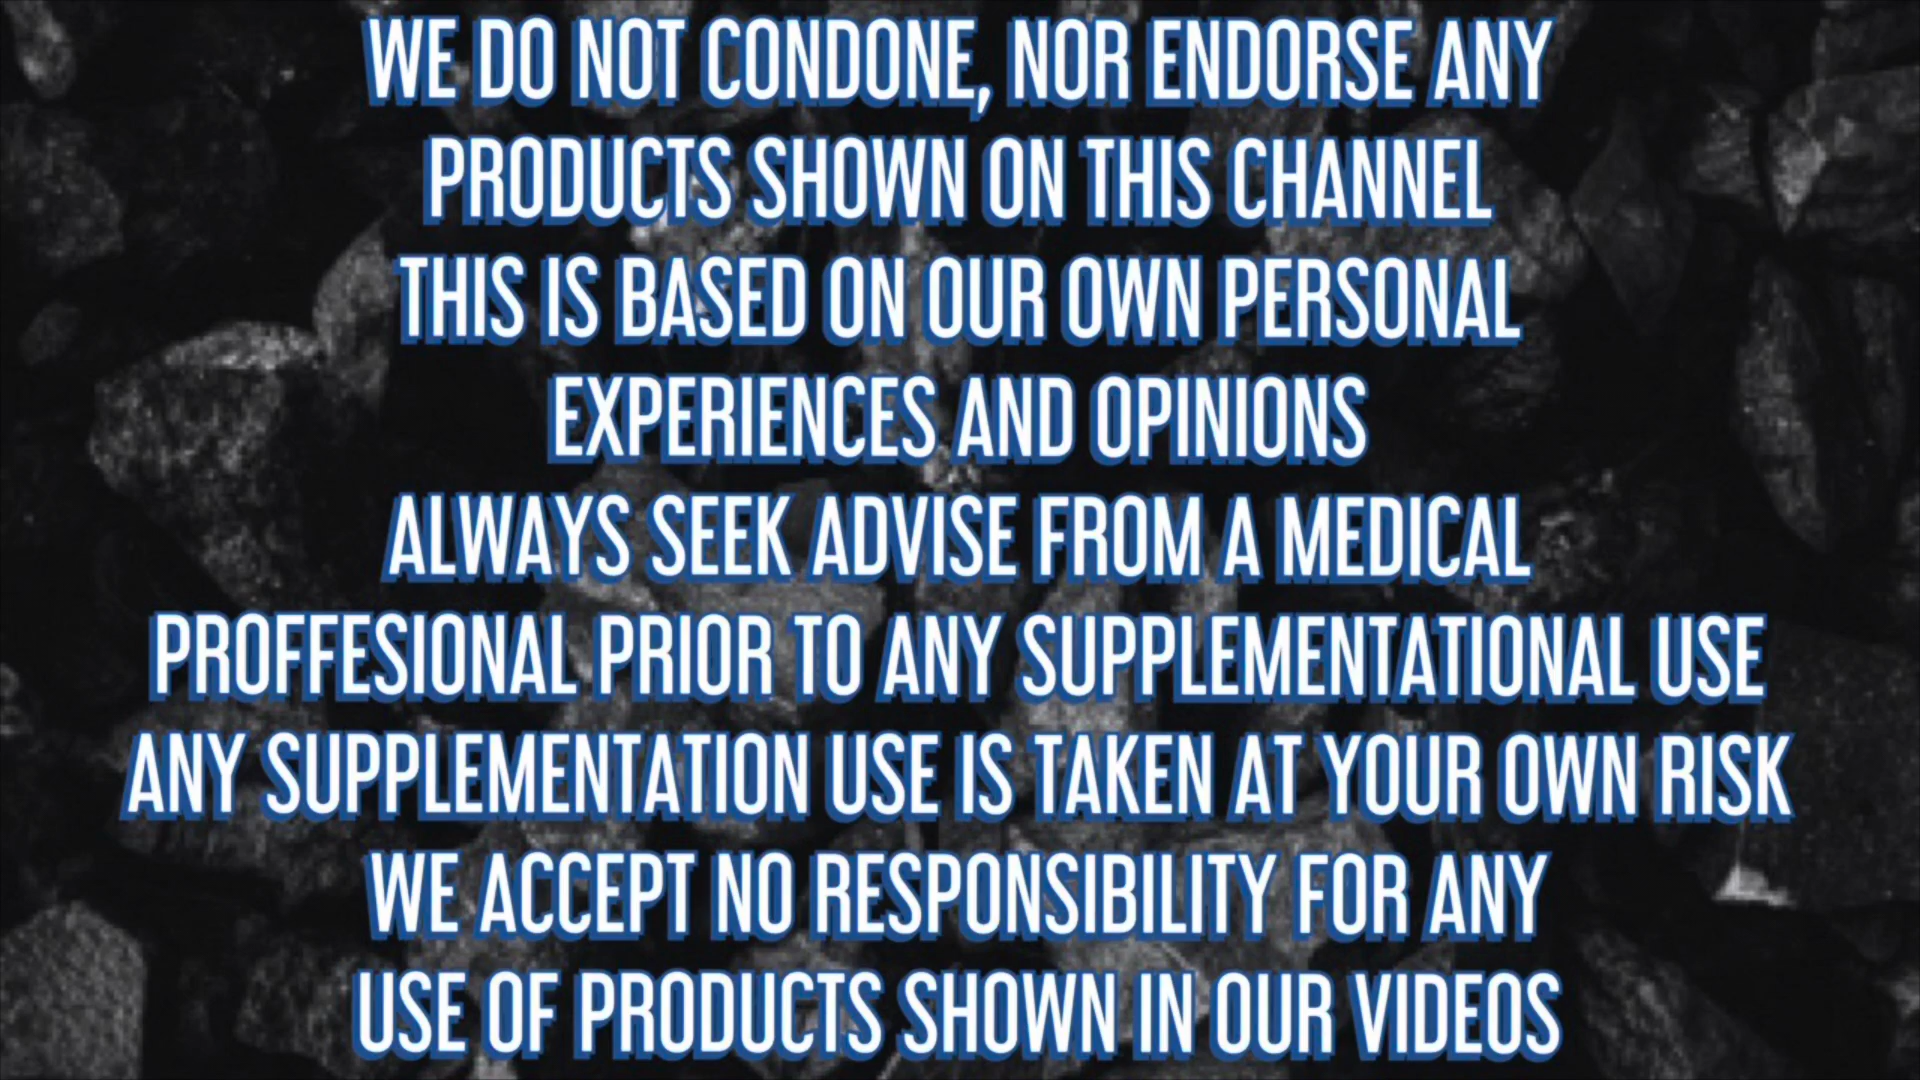 WE DO NOT CONDONE, NOR ENDORSE ANY
PRODUCTS SHOWN ON THIS CHANNEL
THIS IS BASED ON OUR OWN PERSONAL
EXPERIENCES AND OPINIONS
ALWAYS SEEK ADVISE FROM A MEDICAL
PROFFESIONAL PRIOR TO ANY SUPPLEMENTATIONAL USE
ANY SUPPLEMENTATION USE IS TAKEN AT YOUR OWN RISK
WE ACCEPT NO RESPONSIBILITY FOR ANY
USE OF PRODUCTS SHOWN IN OUR VIDEOS